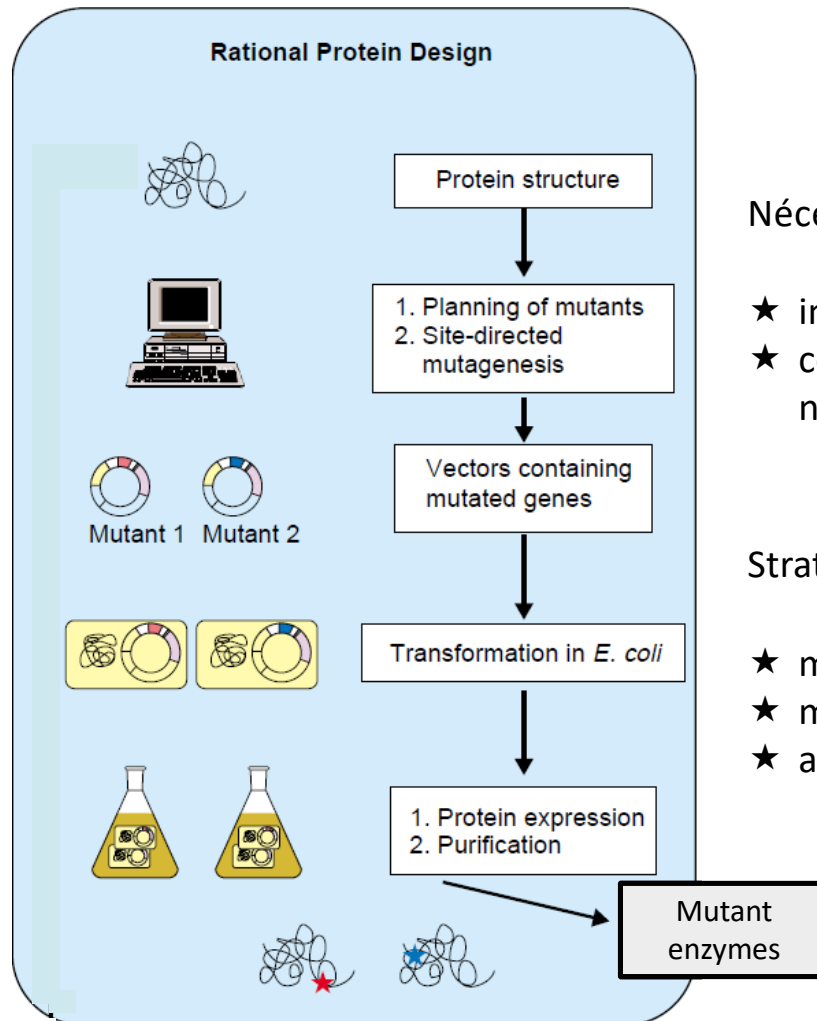 Rational Protein Design
Protein structure
1. Planning of mutants
2. Site-directed
mutagenesis
Vectors containing
mutated genes
Mutant 1 Mutant 2
Transformation in E. coli
1. Protein expression
2. Purification
Mutant
enzymes